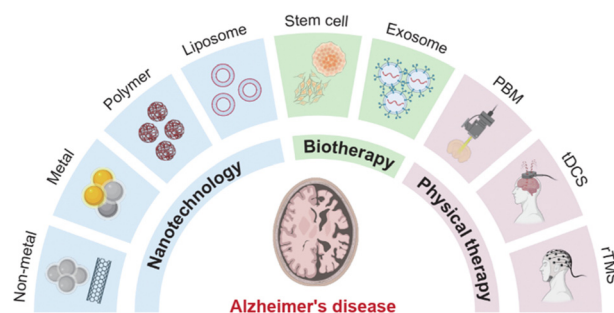 Non-metal
Metal
Polymer
Liposome
Stem cell
Exosome
PBM
tDCS
rTMS
Nanotechnology
Biotherapy
Physical therapy
Alzheimer's disease